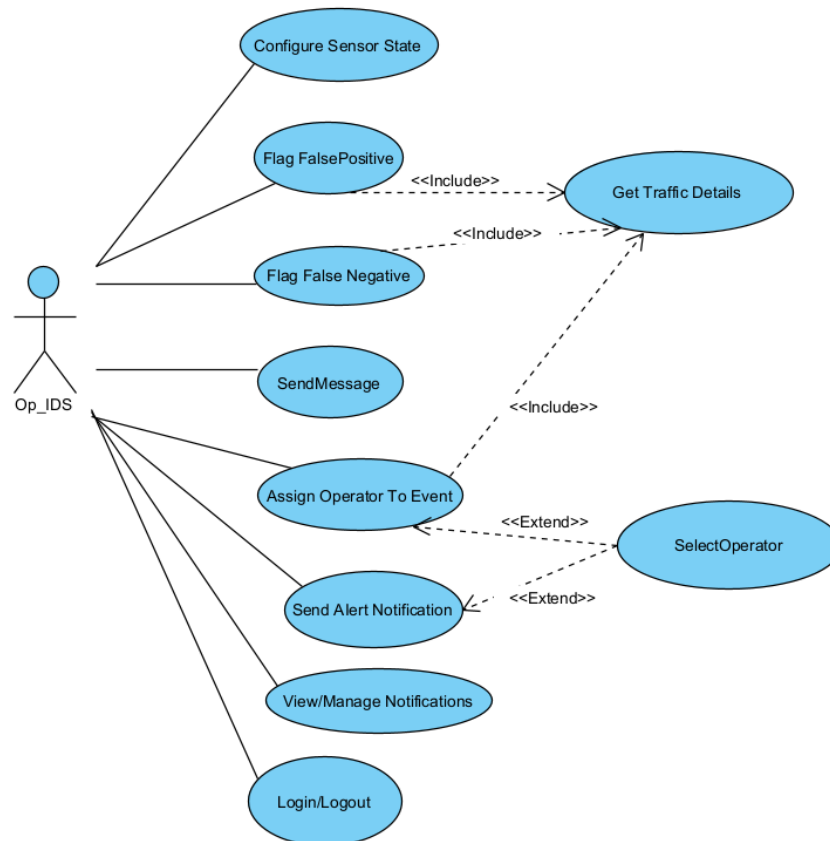 Configure Sensor State
Flag FalsePositive
<<Include>>
Get Traffic Details
<<Include>>
Flag False Negative
SendMessage
Op_IDS
<<Include>>
Assign Operator To Event
<<Extend>>
SelectOperator
Send Alert Notification
<<Extend>>
View/Manage Notifications
Login/Logout